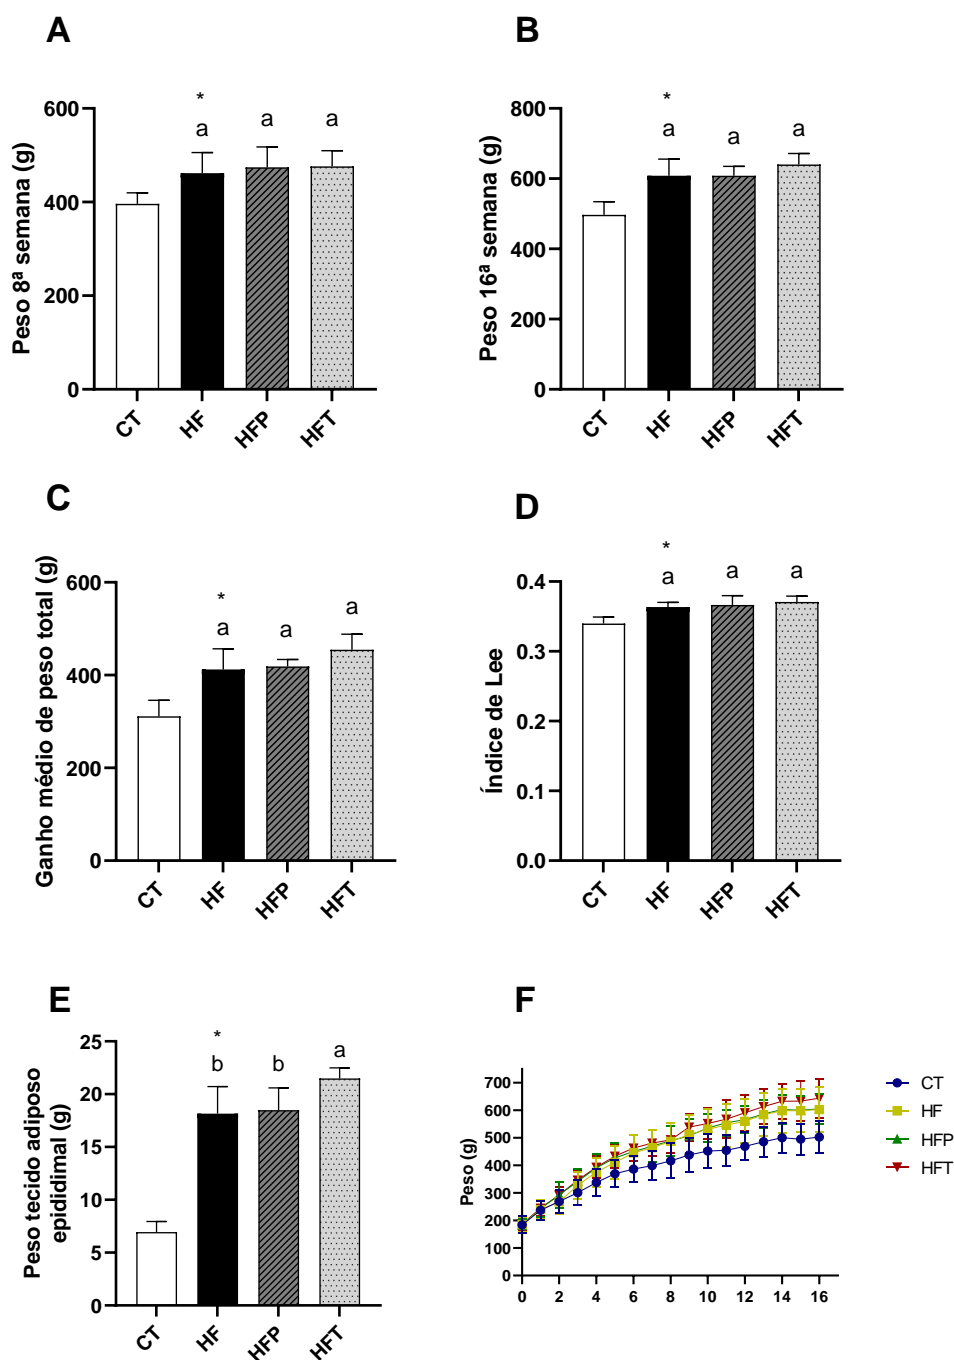 A
Peso 8ª semana (g)
600
400
200
0
*
a
a
a
CT
HF
HFP
HFT
B
Peso 16ª semana (g)
800
600
400
200
0
*
a
a
a
CT
HF
HFP
HFT
C
Ganho médio de peso total (g)
600
400
200
0
*
a
a
a
CT
HF
HFP
HFT
D
Índice de Lee
0.4
0.3
0.2
0.1
0.0
*
a
a
a
CT
HF
HFP
HFT
E
Peso tecido adiposo
epididimal (g)
25
20
15
10
5
0
*
b
b
a
CT
HF
HFP
HFT
F
Peso (g)
700
600
500
400
300
200
100
0
0 2 4 6 8 10 12 14 16
CT
HF
HFP
HFT